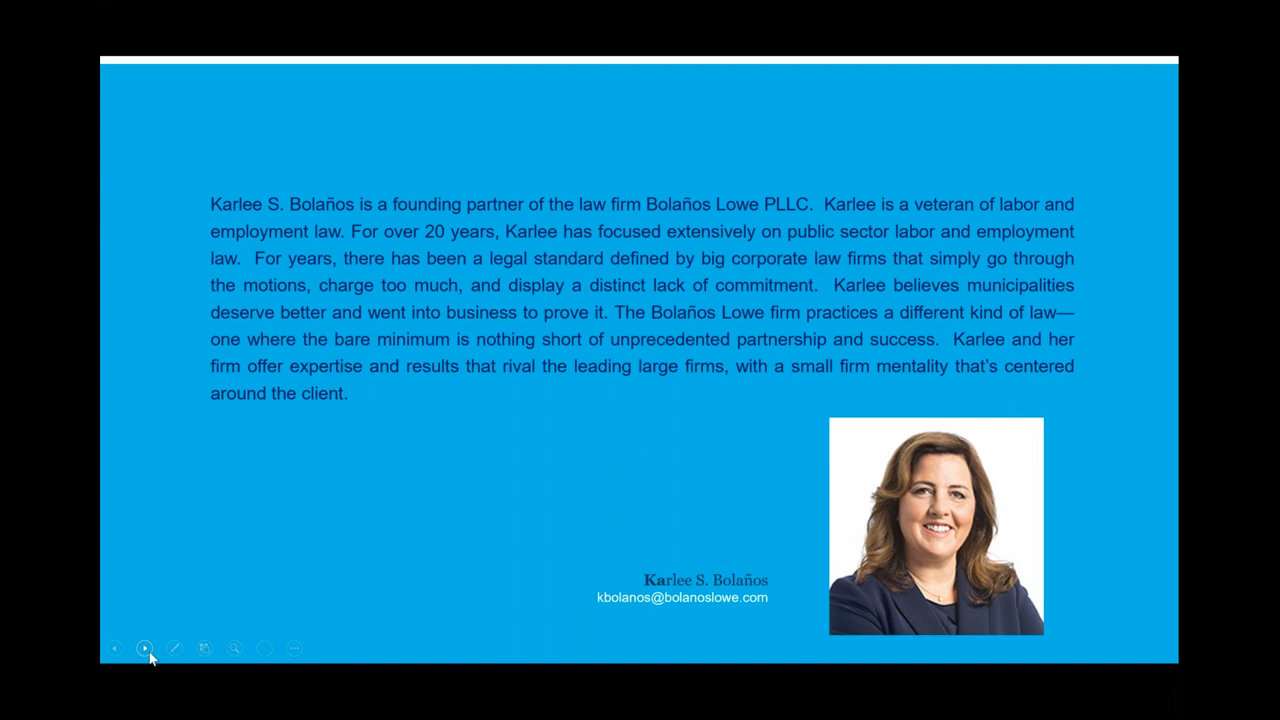 Karlee S. Bolaños is a founding partner of the law firm Bolaños Lowe PLLC.  Karlee is a veteran of labor and
employment law. For over 20 years, Karlee has focused extensively on public sector labor and employment
law.  For years, there has been a legal standard defined by big corporate law firms that simply go through
the motions, charge too much, and display a distinct lack of commitment.  Karlee believes municipalities
deserve better and went into business to prove it. The Bolaños Lowe firm practices a different kind of law—
one where the bare minimum is nothing short of unprecedented partnership and success.  Karlee and her
firm offer expertise and results that rival the leading large firms, with a small firm mentality that’s centered
around the client.
Karlee S. Bolaños
kbolanos@bolanoslowe.com